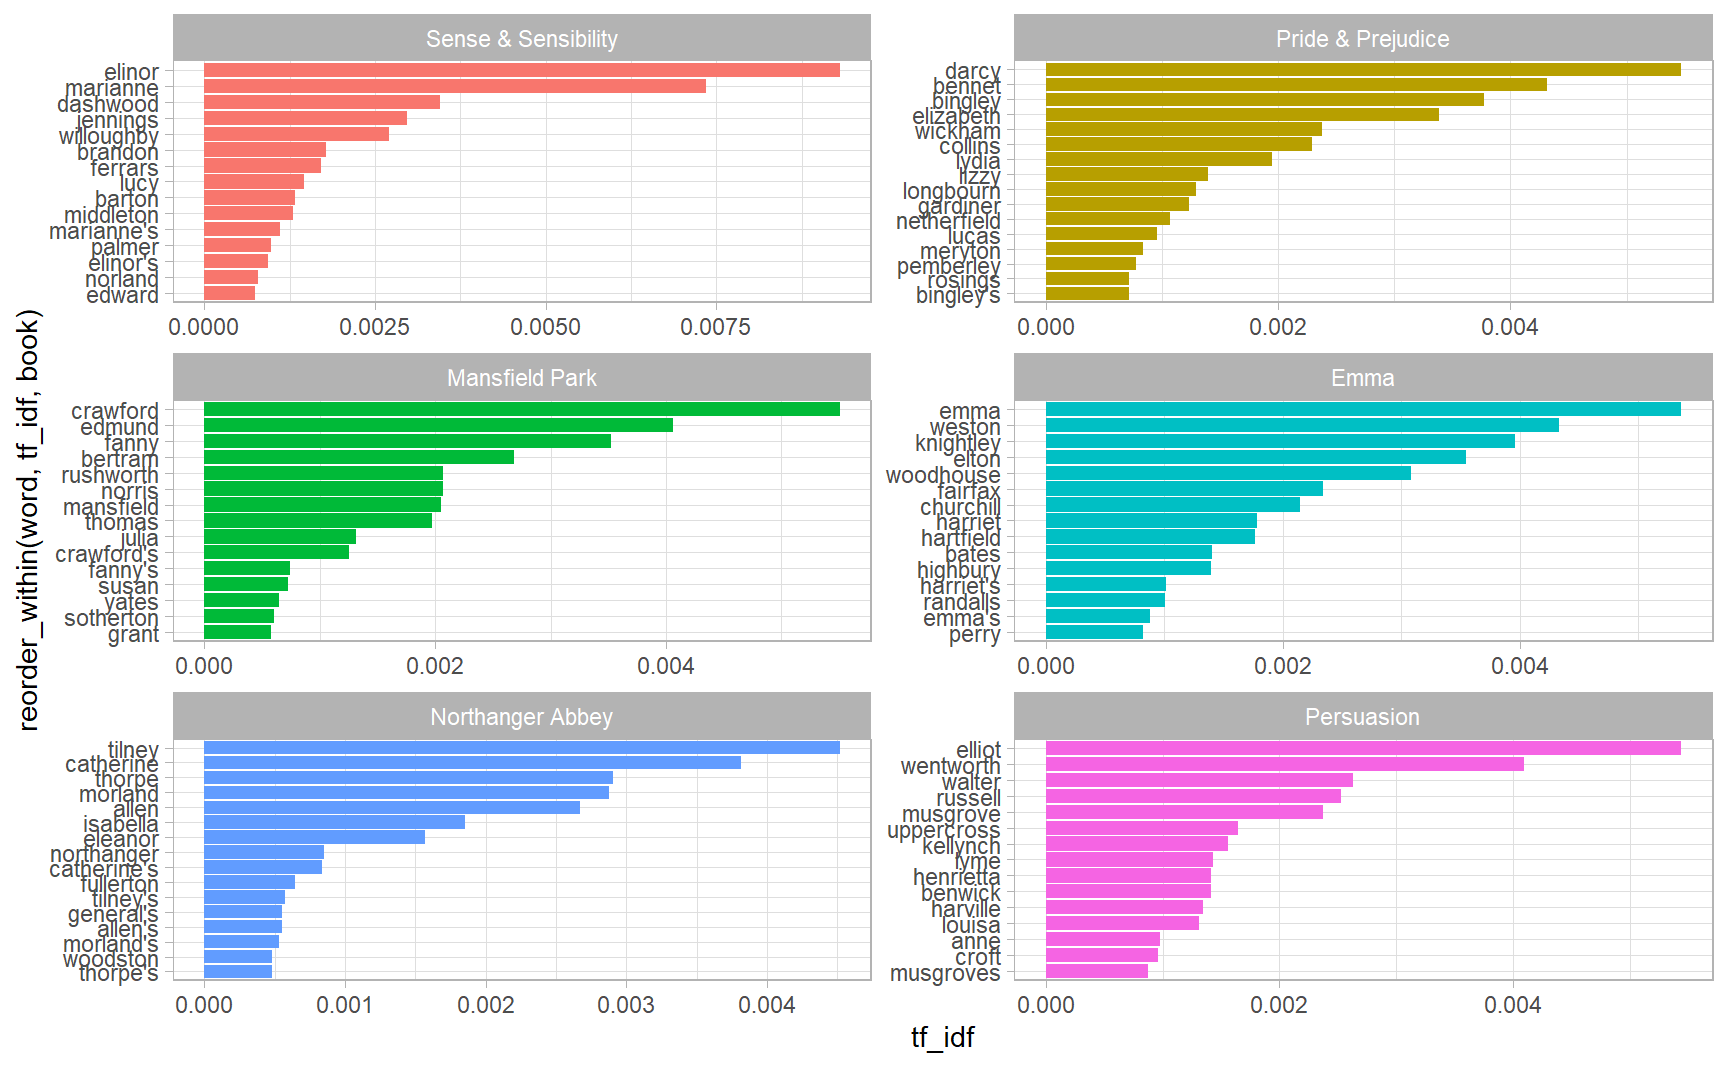 Sense & Sensibility
elinor
marianne
dashwood
jennings
willoughby
brandon
ferrars
lucy
barton
middleton
marianne's
palmer
elinor's
norland
edward
0.0000 0.0025 0.0050 0.0075
Pride & Prejudice
darcy
bennet
bingley
elizabeth
wickham
collins
lydia
lizzy
longbourn
gardiner
netherfield
lucas
meryton
pemberley
rosings
bingley's
0.000 0.002 0.004
Mansfield Park
crawford
edmund
fanny
bertram
rushworth
norris
mansfield
thomas
julia
crawford's
fanny's
susan
yates
sotherton
grant
0.000 0.002 0.004
Emma
emma
weston
knightley
elton
woodhouse
fairfax
churchill
harriet
hartfield
bates
highbury
harriet's
randalls
emma's
perry
0.000 0.002 0.004
Northanger Abbey
tilney
catherine
thorpe
morland
allen
isabella
eleanor
northanger
catherine's
fullerton
tilney's
general's
allen's
morland's
woodston
thorpe's
0.000 0.001 0.002 0.003 0.004
Persuasion
elliot
wentworth
walter
russell
musgrove
uppercross
kellynch
lyme
henrietta
benwick
harville
louisa
anne
croft
musgroves
0.000 0.002 0.004
reorder_within(word, tf_idf, book)
tf_idf